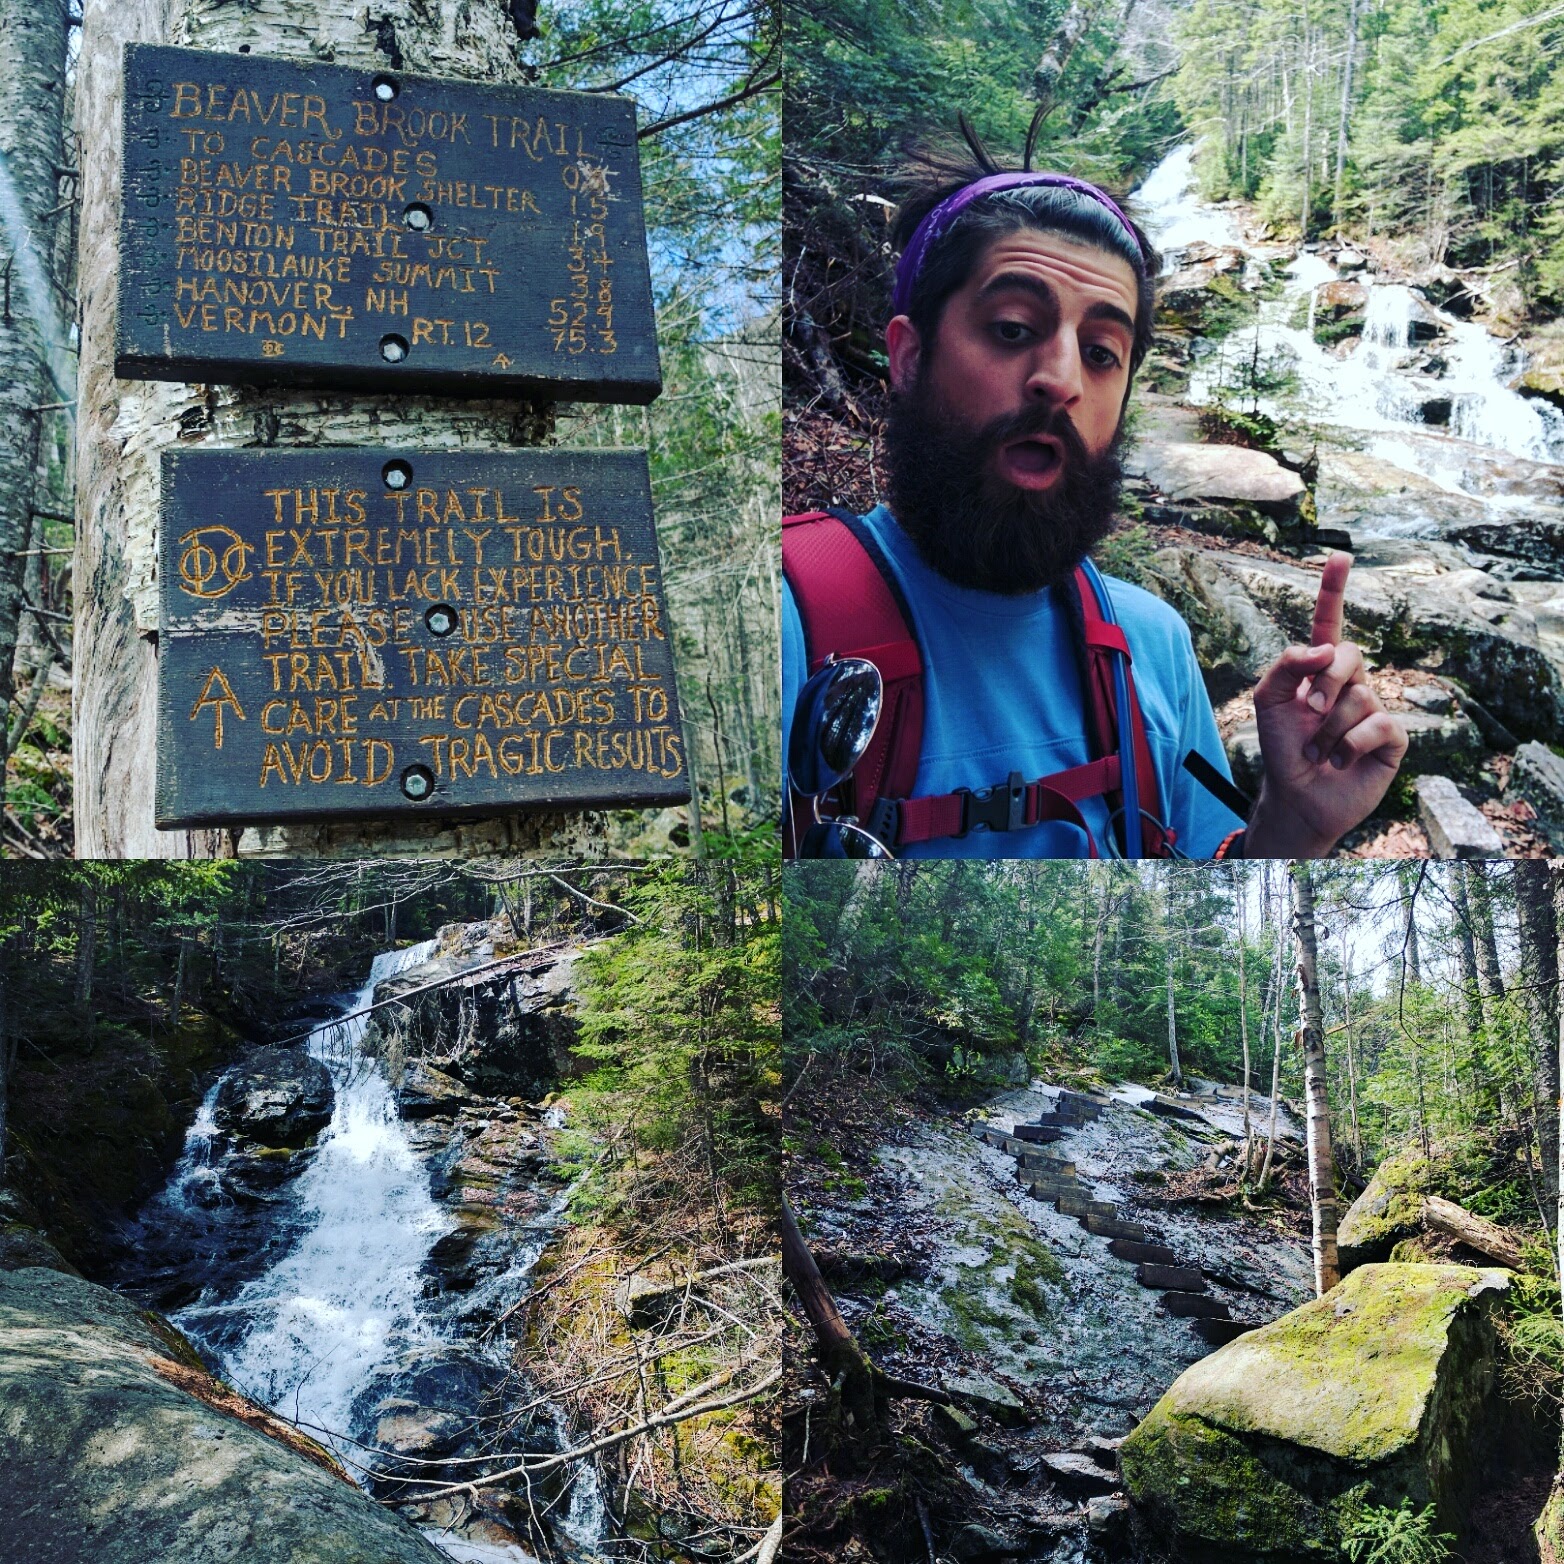 BEAVER BROOK TRAIL
TO CASCADES
BEAVER BROOK SHELTER 1.5
RIDGE TRAIL 1.9
BENTON TRAIL JCT. 3.4
MOOSILAUKE SUMMIT 3.8
HANOVER, NH 52.9
VERMONT RT. 12 75.3
THIS TRAIL IS
EXTREMELY TOUGH.
IF YOU LACK EXPERIENCE
PLEASE USE ANOTHER
TRAIL. TAKE SPECIAL
CARE AT THE CASCADES TO
AVOID TRAGIC RESULTS
DOC